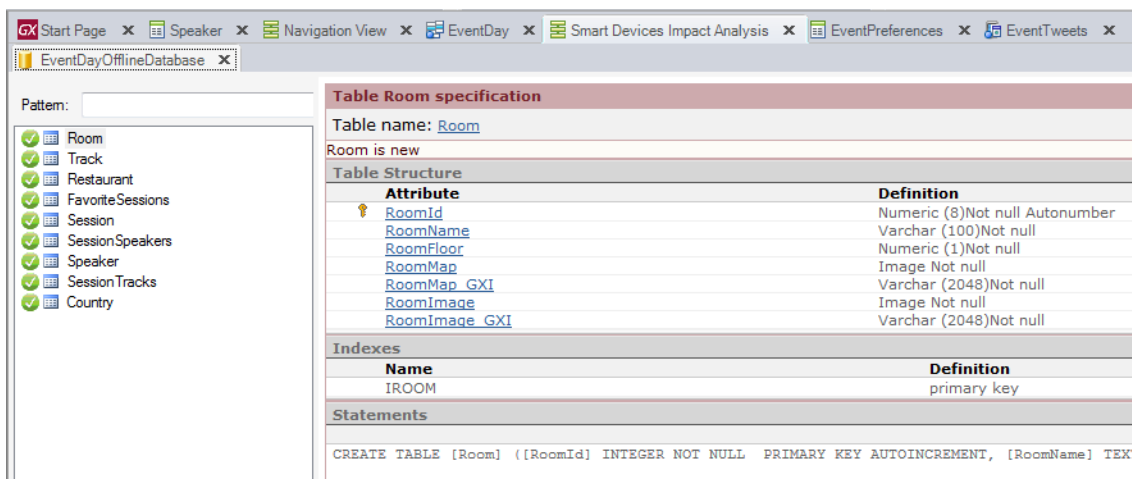 GX Start Page x Speaker x Navigation View x EventDay x Smart Devices Impact Analysis x EventPreferences x EventTweets x
EventDayOfflineDatabase x
Pattern:
Room
Track
Restaurant
FavoriteSessions
Session
SessionSpeakers
Speaker
SessionTracks
Country
Table Room specification
Table name: Room
Room is new
Table Structure
Attribute Definition
RoomId Numeric (8)Not null Autonumber
RoomName Varchar (100)Not null
RoomFloor Numeric (1)Not null
RoomMap Image Not null
RoomMap_GXI Varchar (2048)Not null
RoomImage Image Not null
RoomImage_GXI Varchar (2048)Not null
Indexes
Name Definition
IROOM primary key
Statements
CREATE TABLE [Room] ([RoomId] INTEGER NOT NULL PRIMARY KEY AUTOINCREMENT, [RoomName] TEX